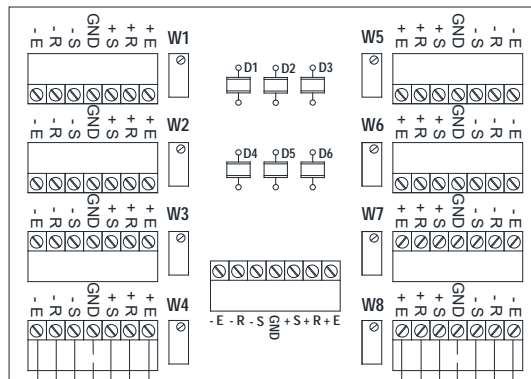 -E -R -S GND +S +R +E W1
D1 D2 D3
W5 +E +R +S GND -S -R -E
-E -R -S GND +S +R +E W2
D4 D5 D6
W6 +E +R +S GND -S -R -E
-E -R -S GND +S +R +E W3
W7 +E +R +S GND -S -R -E
-E -R -S GND +S +R +E W4
-E -R -S GND +S +R +E
W8 +E +R +S GND -S -R -E